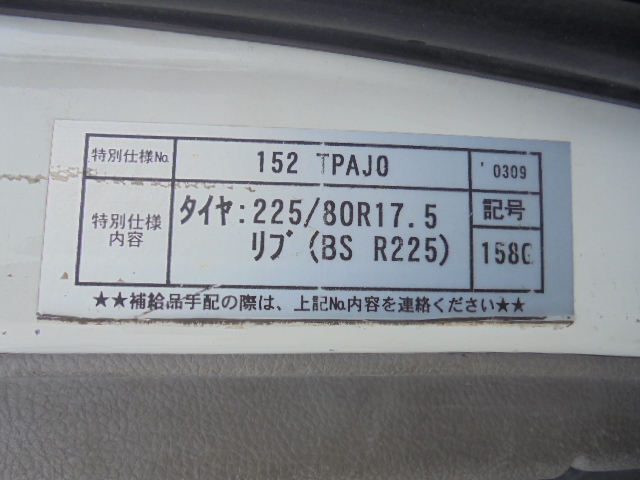 特別仕様No. 152 TPAJ0 '0309
特別仕様内容 タイヤ:225/80R17.5 記号
リブ(BS R225) 158C
★★補給品手配の際は、上記No.内容を連絡ください★★